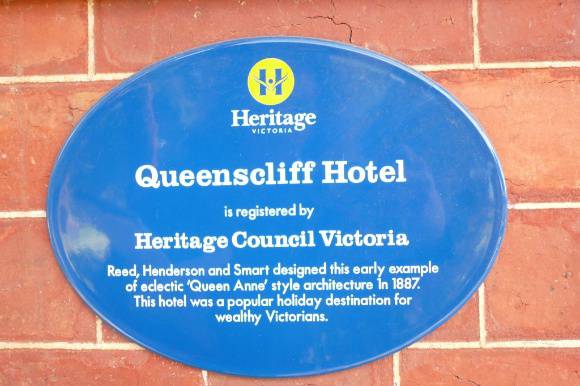 H
Heritage
VICTORIA
Queenscliff Hotel
is registered by
Heritage Council Victoria
Reed, Henderson and Smart designed this early example
of eclectic 'Queen Anne' style architecture in 1887.
This hotel was a popular holiday destination for
wealthy Victorians.